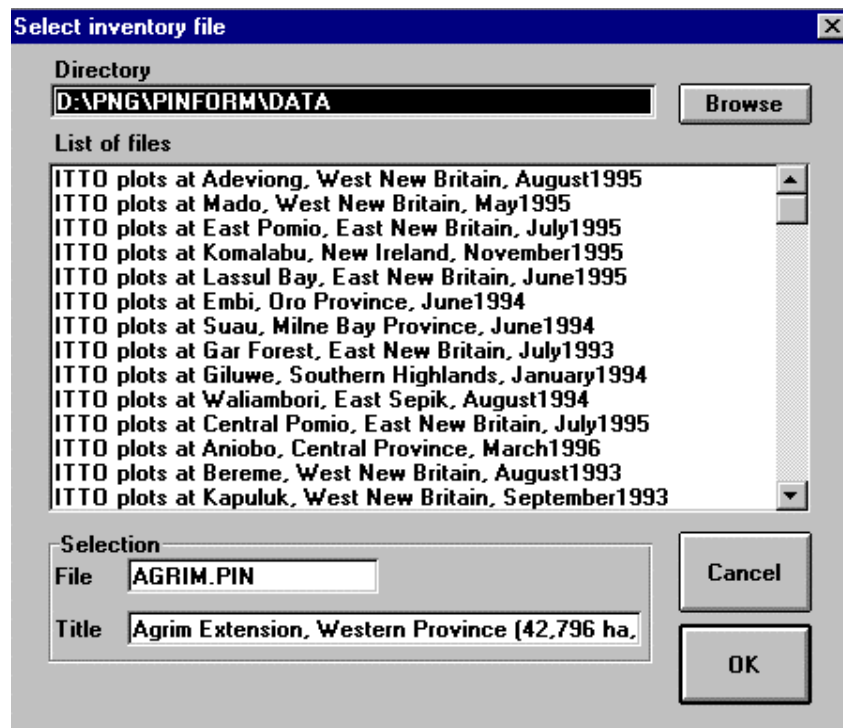 Select inventory file
Directory
D:\PNG\PINFORM\DATA
Browse
List of files
ITTO plots at Adeviong, West New Britain, August1995
ITTO plots at Mado, West New Britain, May1995
ITTO plots at East Pomio, East New Britain, July1995
ITTO plots at Komalabu, New Ireland, November1995
ITTO plots at Lassul Bay, East New Britain, June1995
ITTO plots at Embi, Oro Province, June1994
ITTO plots at Suau, Milne Bay Province, June1994
ITTO plots at Gar Forest, East New Britain, July1993
ITTO plots at Giluwe, Southern Highlands, January1994
ITTO plots at Waliambori, East Sepik, August1994
ITTO plots at Central Pomio, East New Britain, July1995
ITTO plots at Aniobo, Central Province, March1996
ITTO plots at Bereme, West New Britain, August1993
ITTO plots at Kapuluk, West New Britain, September1993
Selection
File AGRIM.PIN
Title Agrim Extension, Western Province (42,796 ha,
Cancel
OK